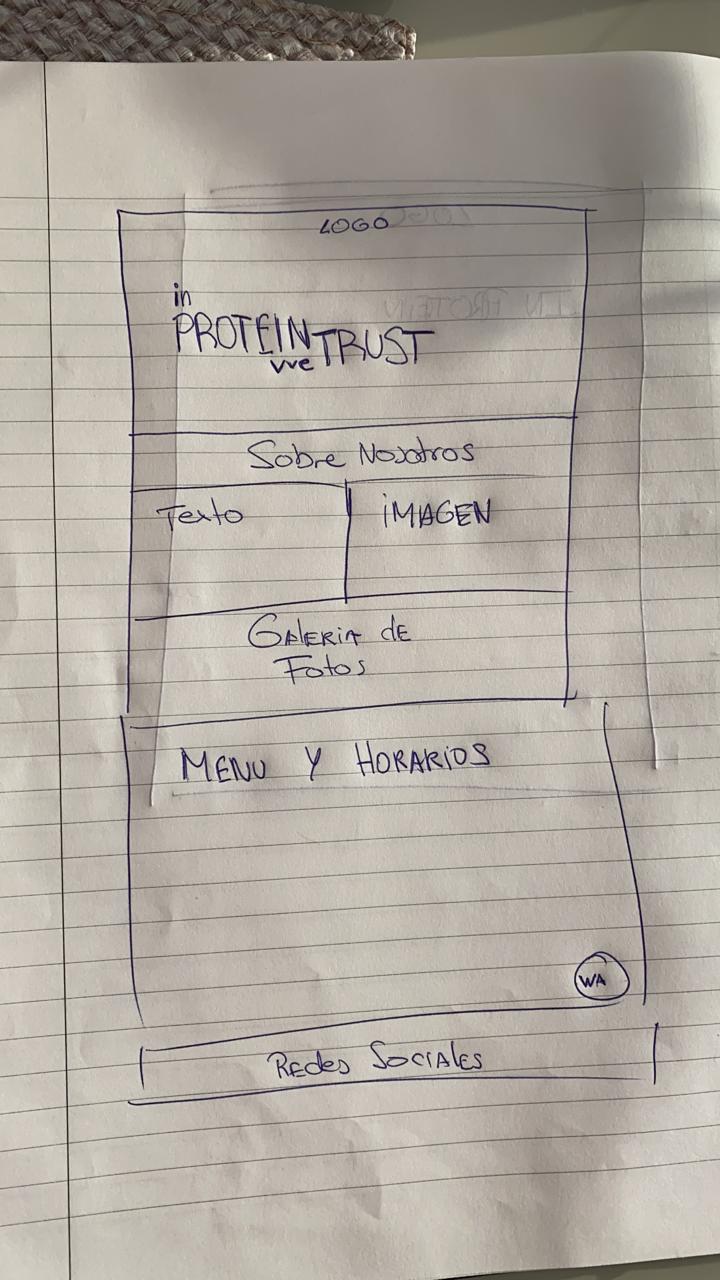 LOGO
in
PROTEIN TRUST
we
Sobre Nosotros
Texto
iMAGEN
GALERIA dE
Fotos
MENU Y HORARIOS
WA
REdes SOCIALES